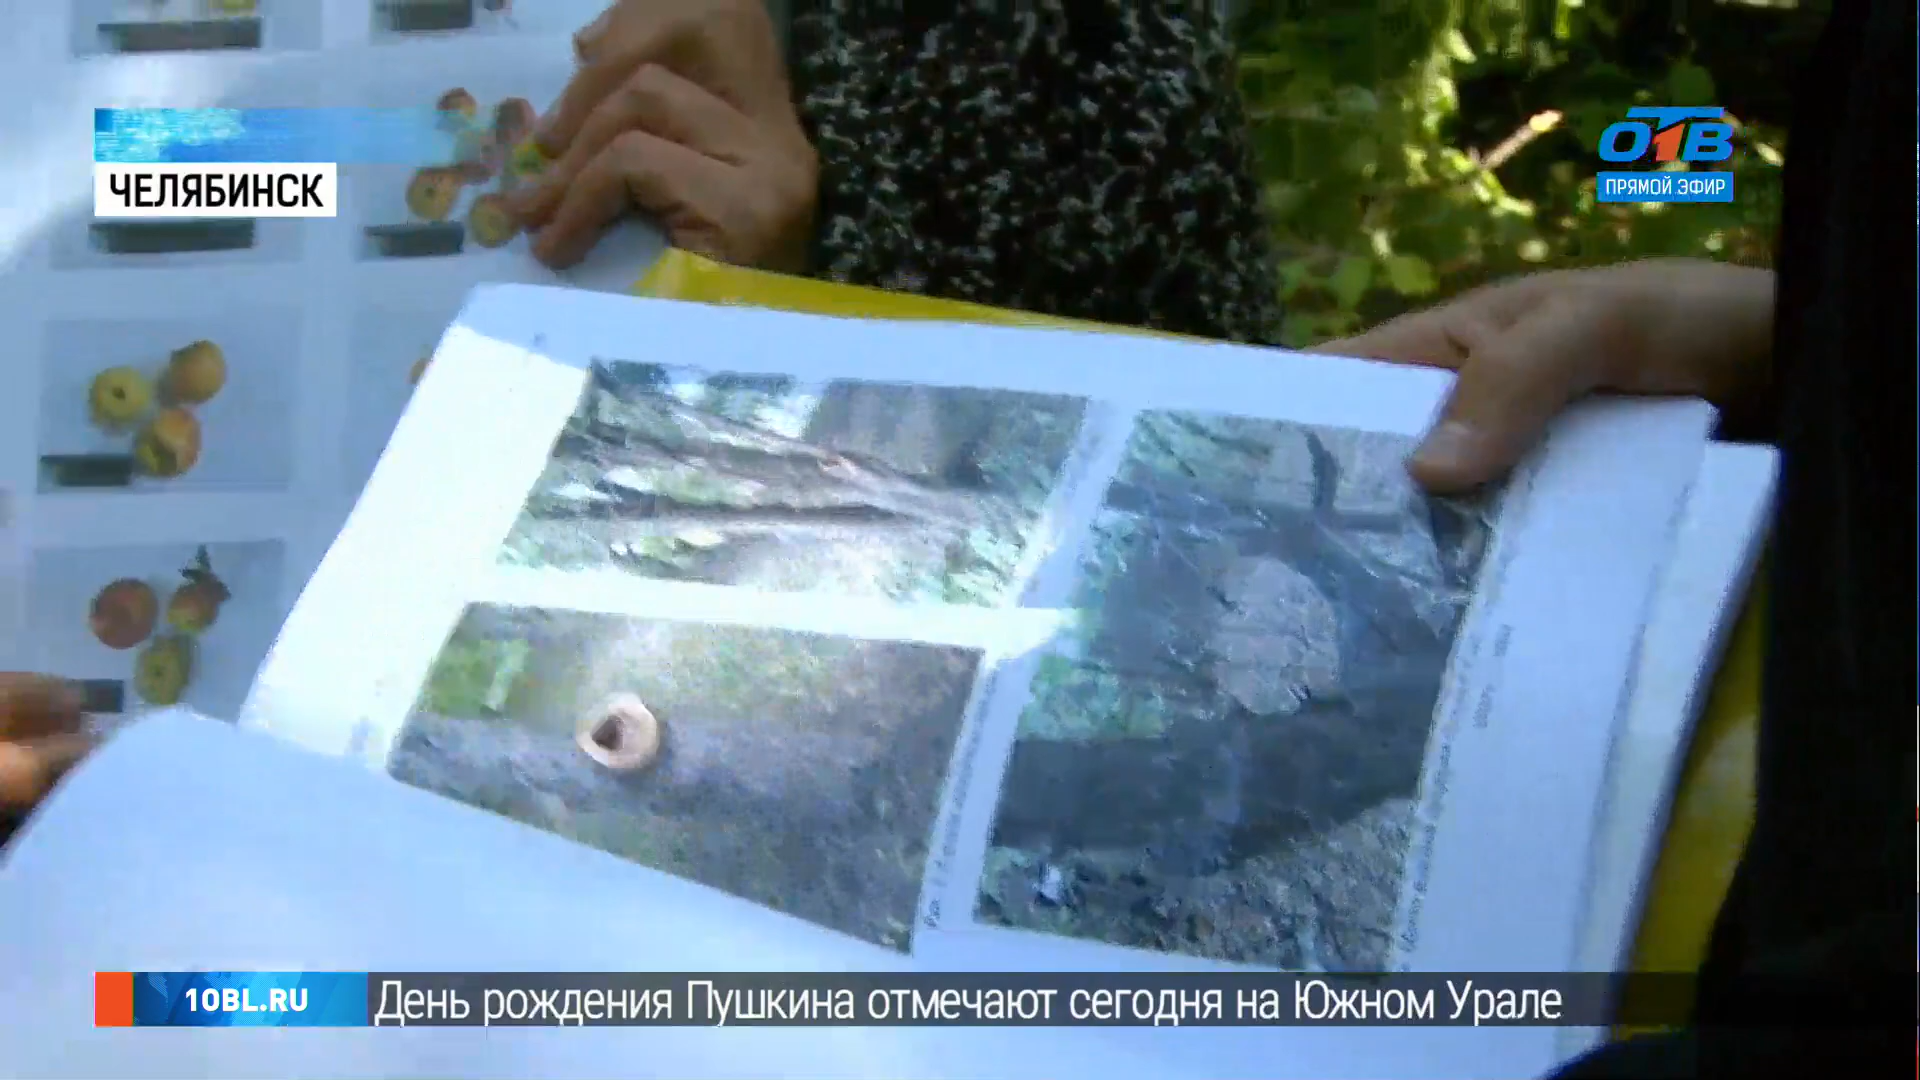 ЧЕЛЯБИНСК
ОТВ
ПРЯМОЙ ЭФИР
10BL.RU
День рождения Пушкина отмечают сегодня на Южном Урале